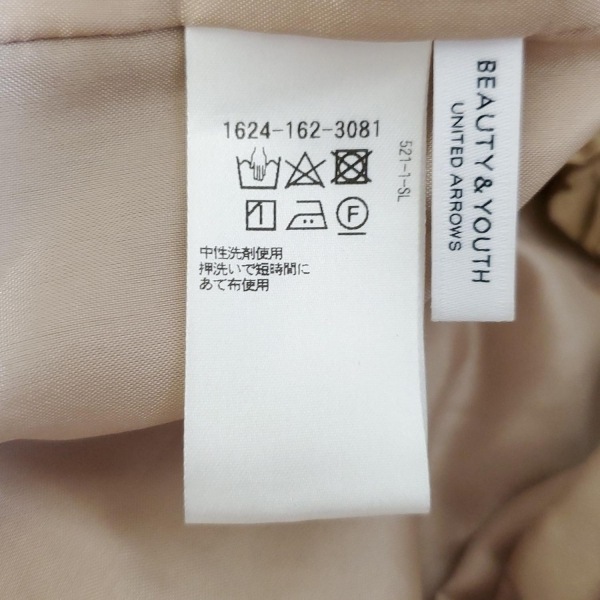 1624-162-3081
521-1-SL
F
中性洗剤使用
押洗いで短時間に
あて布使用
BEAUTY & YOUTH
UNITED ARROWS